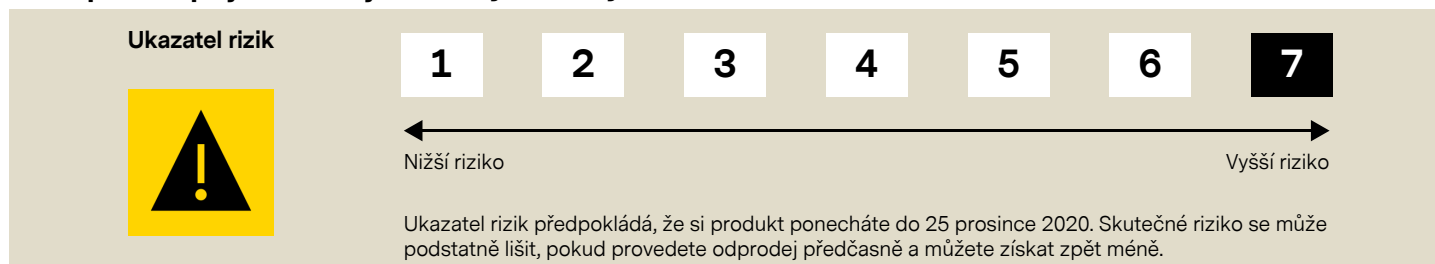 Ukazatel rizik
1 2 3 4 5 6 7
Nižší riziko Vyšší riziko
Ukazatel rizik předpokládá, že si produkt ponecháte do 25 prosince 2020. Skutečné riziko se může
podstatně lišit, pokud provedete odprodej předčasně a můžete získat zpět méně.